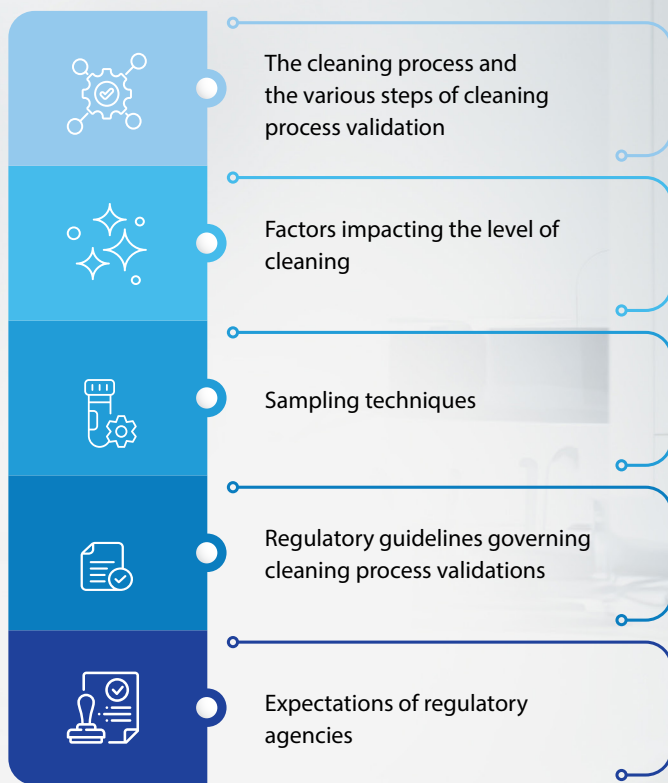 The cleaning process and
the various steps of cleaning
process validation
Factors impacting the level of
cleaning
Sampling techniques
Regulatory guidelines governing
cleaning process validations
Expectations of regulatory
agencies